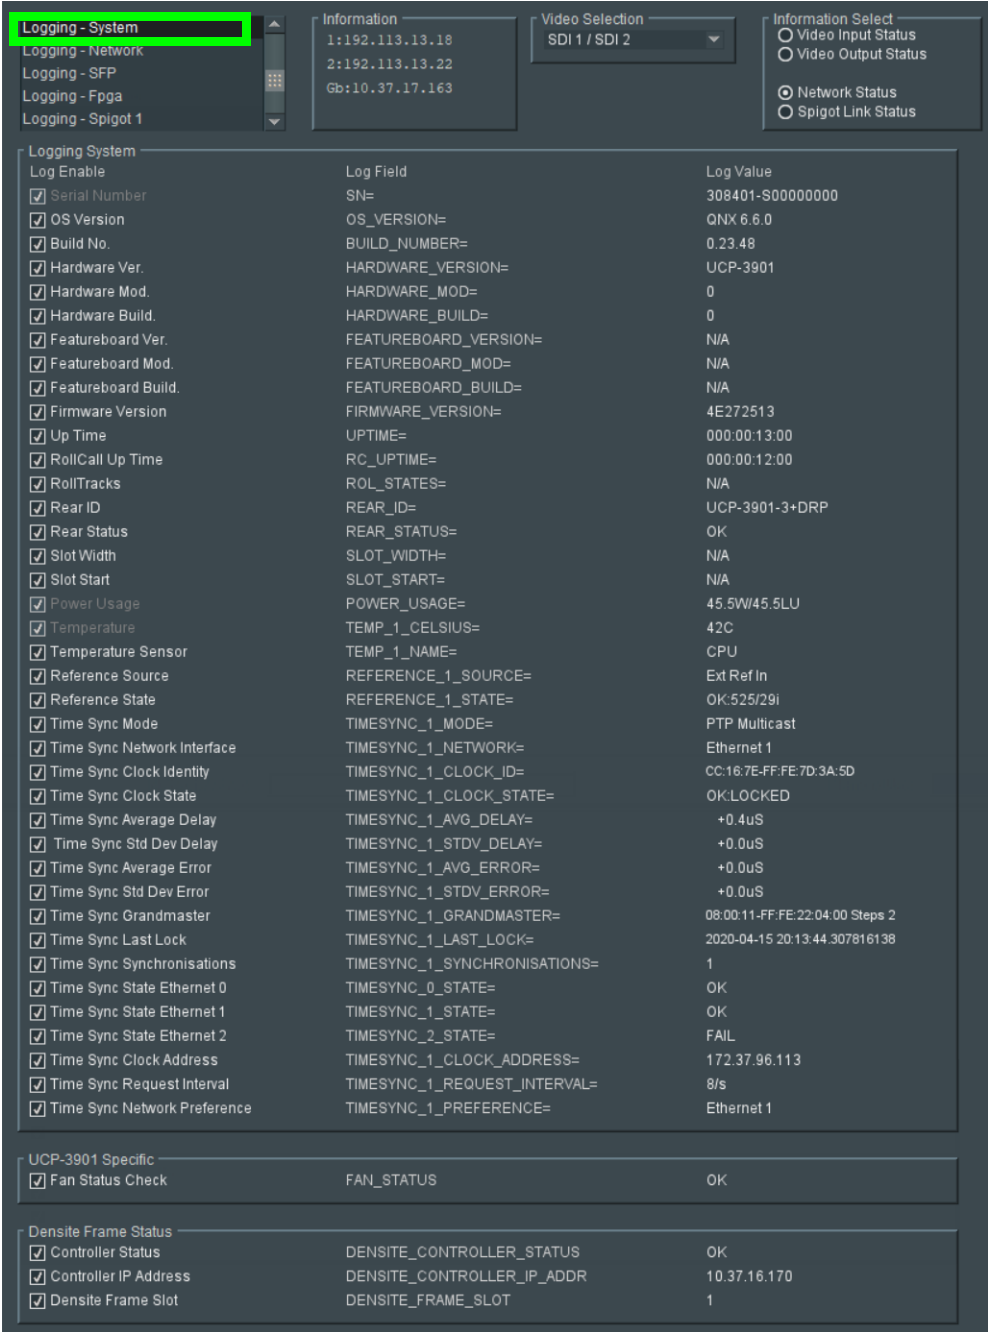 Logging - System
Logging - Network
Logging - SFP
Logging - Fpga
Logging - Spigot 1
Information
1:192.113.13.18
2:192.113.13.22
Gb:10.37.17.163
Video Selection
SDI 1 / SDI 2
Information Select
Video Input Status
Video Output Status
Network Status
Spigot Link Status
Logging System
Log Enable Log Field Log Value
Serial Number SN= 308401-S00000000
OS Version OS_VERSION= QNX 6.6.0
Build No. BUILD_NUMBER= 0.23.48
Hardware Ver. HARDWARE_VERSION= UCP-3901
Hardware Mod. HARDWARE_MOD= 0
Hardware Build. HARDWARE_BUILD= 0
Featureboard Ver. FEATUREBOARD_VERSION= N/A
Featureboard Mod. FEATUREBOARD_MOD= N/A
Featureboard Build. FEATUREBOARD_BUILD= N/A
Firmware Version FIRMWARE_VERSION= 4E272513
Up Time UPTIME= 000:00:13:00
RollCall Up Time RC_UPTIME= 000:00:12:00
RollTracks ROL_STATES= N/A
Rear ID REAR_ID= UCP-3901-3+DRP
Rear Status REAR_STATUS= OK
Slot Width SLOT_WIDTH= N/A
Slot Start SLOT_START= N/A
Power Usage POWER_USAGE= 45.5W/45.5LU
Temperature TEMP_1_CELSIUS= 42C
Temperature Sensor TEMP_1_NAME= CPU
Reference Source REFERENCE_1_SOURCE= Ext Ref In
Reference State REFERENCE_1_STATE= OK:525/29i
Time Sync Mode TIMESYNC_1_MODE= PTP Multicast
Time Sync Network Interface TIMESYNC_1_NETWORK= Ethernet 1
Time Sync Clock Identity TIMESYNC_1_CLOCK_ID= CC:16:7E-FF:FE:7D:3A:5D
Time Sync Clock State TIMESYNC_1_CLOCK_STATE= OK:LOCKED
Time Sync Average Delay TIMESYNC_1_AVG_DELAY= +0.4uS
Time Sync Std Dev Delay TIMESYNC_1_STDV_DELAY= +0.0uS
Time Sync Average Error TIMESYNC_1_AVG_ERROR= +0.0uS
Time Sync Std Dev Error TIMESYNC_1_STDV_ERROR= +0.0uS
Time Sync Grandmaster TIMESYNC_1_GRANDMASTER= 08:00:11-FF:FE:22:04:00 Steps 2
Time Sync Last Lock TIMESYNC_1_LAST_LOCK= 2020-04-15 20:13:44.307816138
Time Sync Synchronisations TIMESYNC_1_SYNCHRONISATIONS= 1
Time Sync State Ethernet 0 TIMESYNC_0_STATE= OK
Time Sync State Ethernet 1 TIMESYNC_1_STATE= OK
Time Sync State Ethernet 2 TIMESYNC_2_STATE= FAIL
Time Sync Clock Address TIMESYNC_1_CLOCK_ADDRESS= 172.37.96.113
Time Sync Request Interval TIMESYNC_1_REQUEST_INTERVAL= 8/s
Time Sync Network Preference TIMESYNC_1_PREFERENCE= Ethernet 1
UCP-3901 Specific
Fan Status Check FAN_STATUS OK
Densite Frame Status
Controller Status DENSITE_CONTROLLER_STATUS OK
Controller IP Address DENSITE_CONTROLLER_IP_ADDR 10.37.16.170
Densite Frame Slot DENSITE_FRAME_SLOT 1